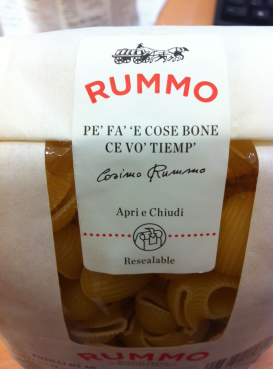 RUMMO
PE' FA' 'E COSE BONE
CE VO' TIEMP'
Cosimo Rummo
Apri e Chiudi
Resealable
RUMMO